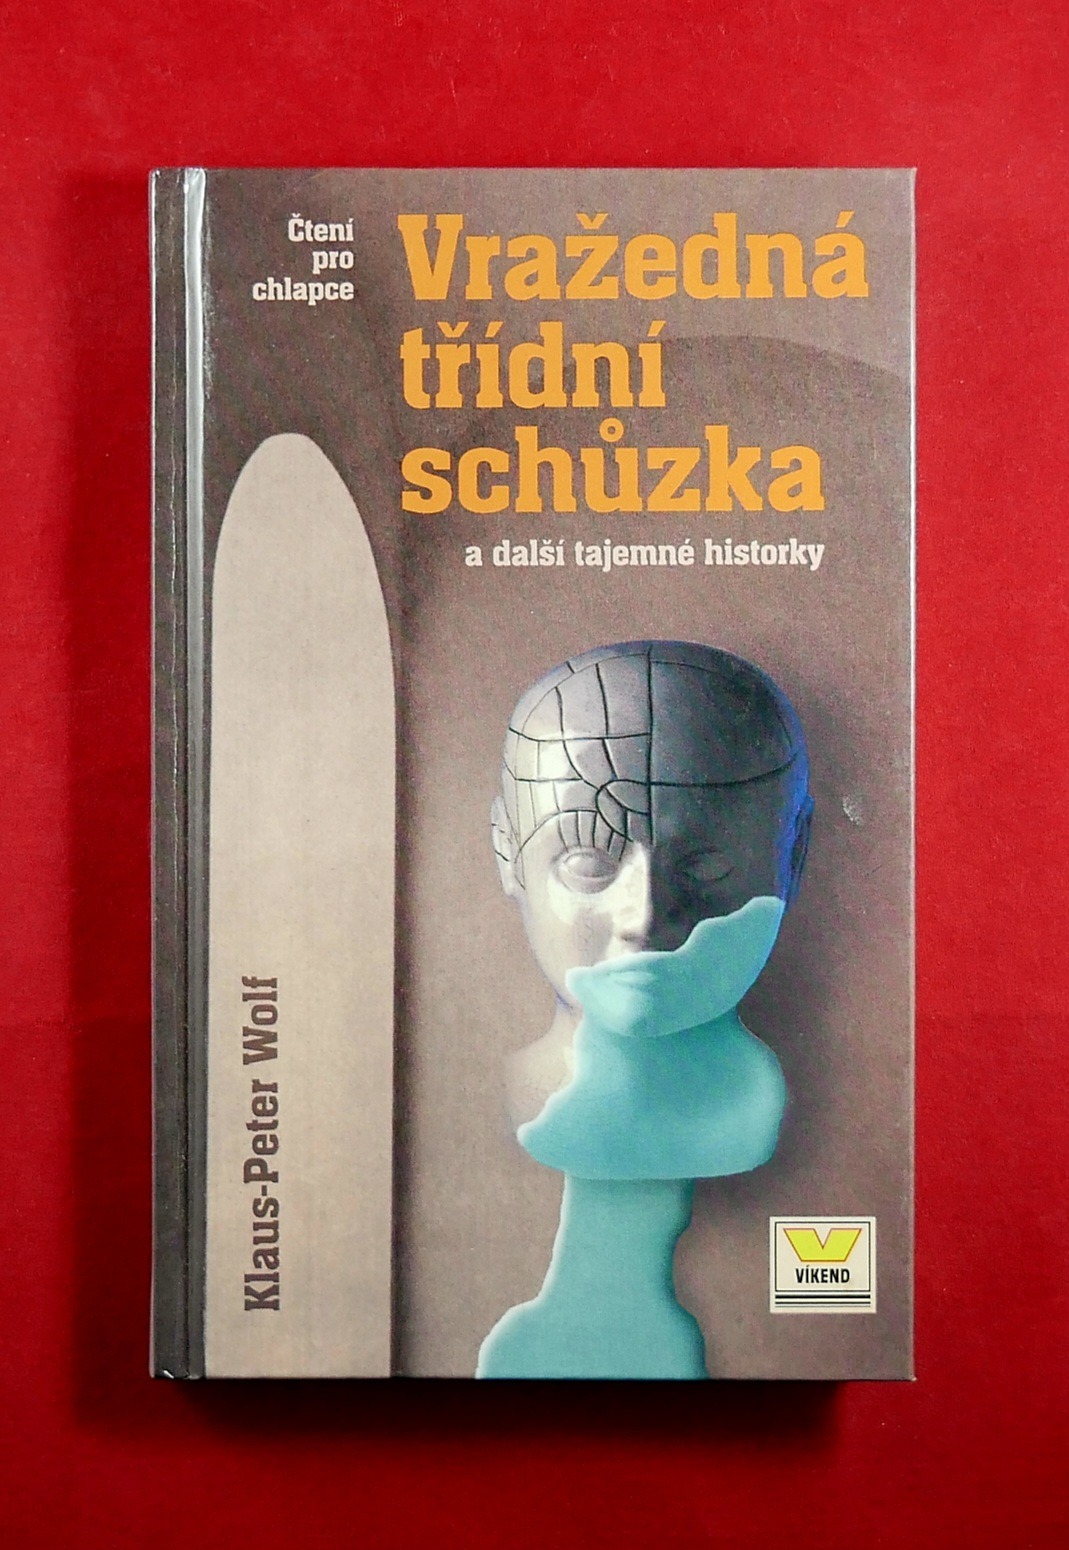 Čtení
pro
chlapce
Vražedná
třídní
schůzka
a další tajemné historky
Klaus-Peter Wolf
VÍKEND